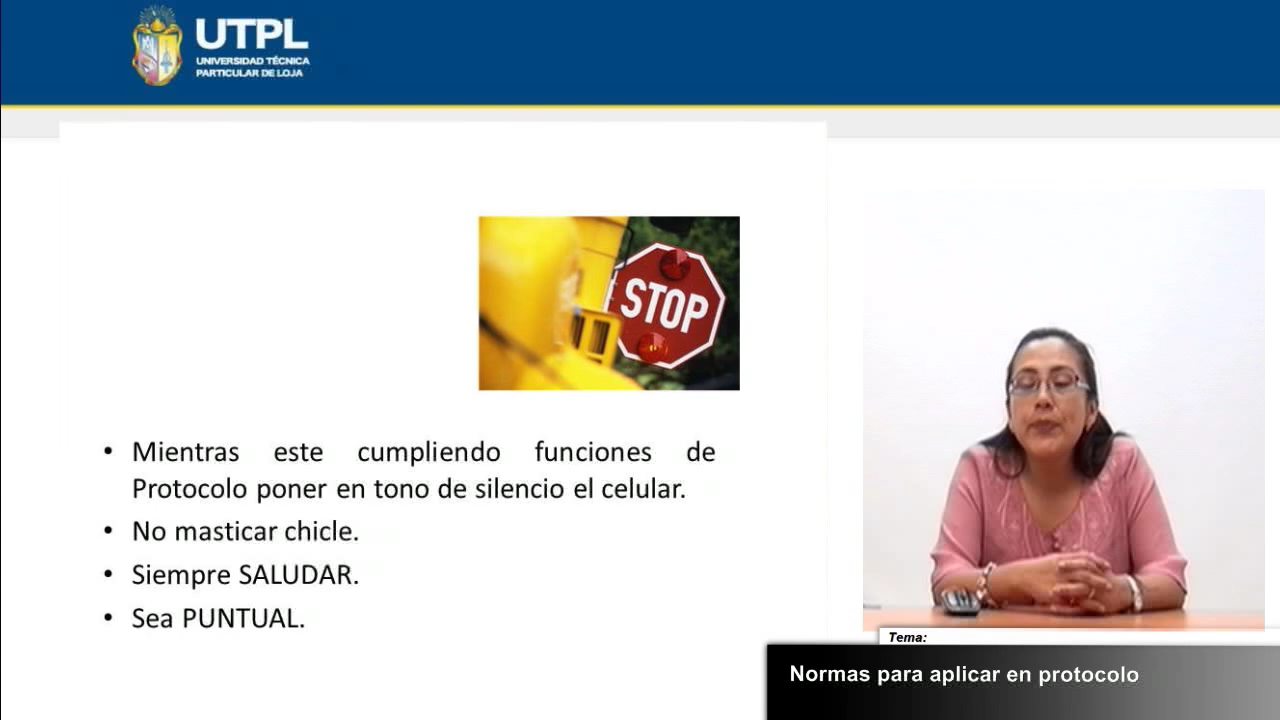 UTPL
UNIVERSIDAD TÉCNICA
PARTICULAR DE LOJA
STOP
• Mientras este cumpliendo funciones de
Protocolo poner en tono de silencio el celular.
• No masticar chicle.
• Siempre SALUDAR.
• Sea PUNTUAL.
Tema:
Normas para aplicar en protocolo